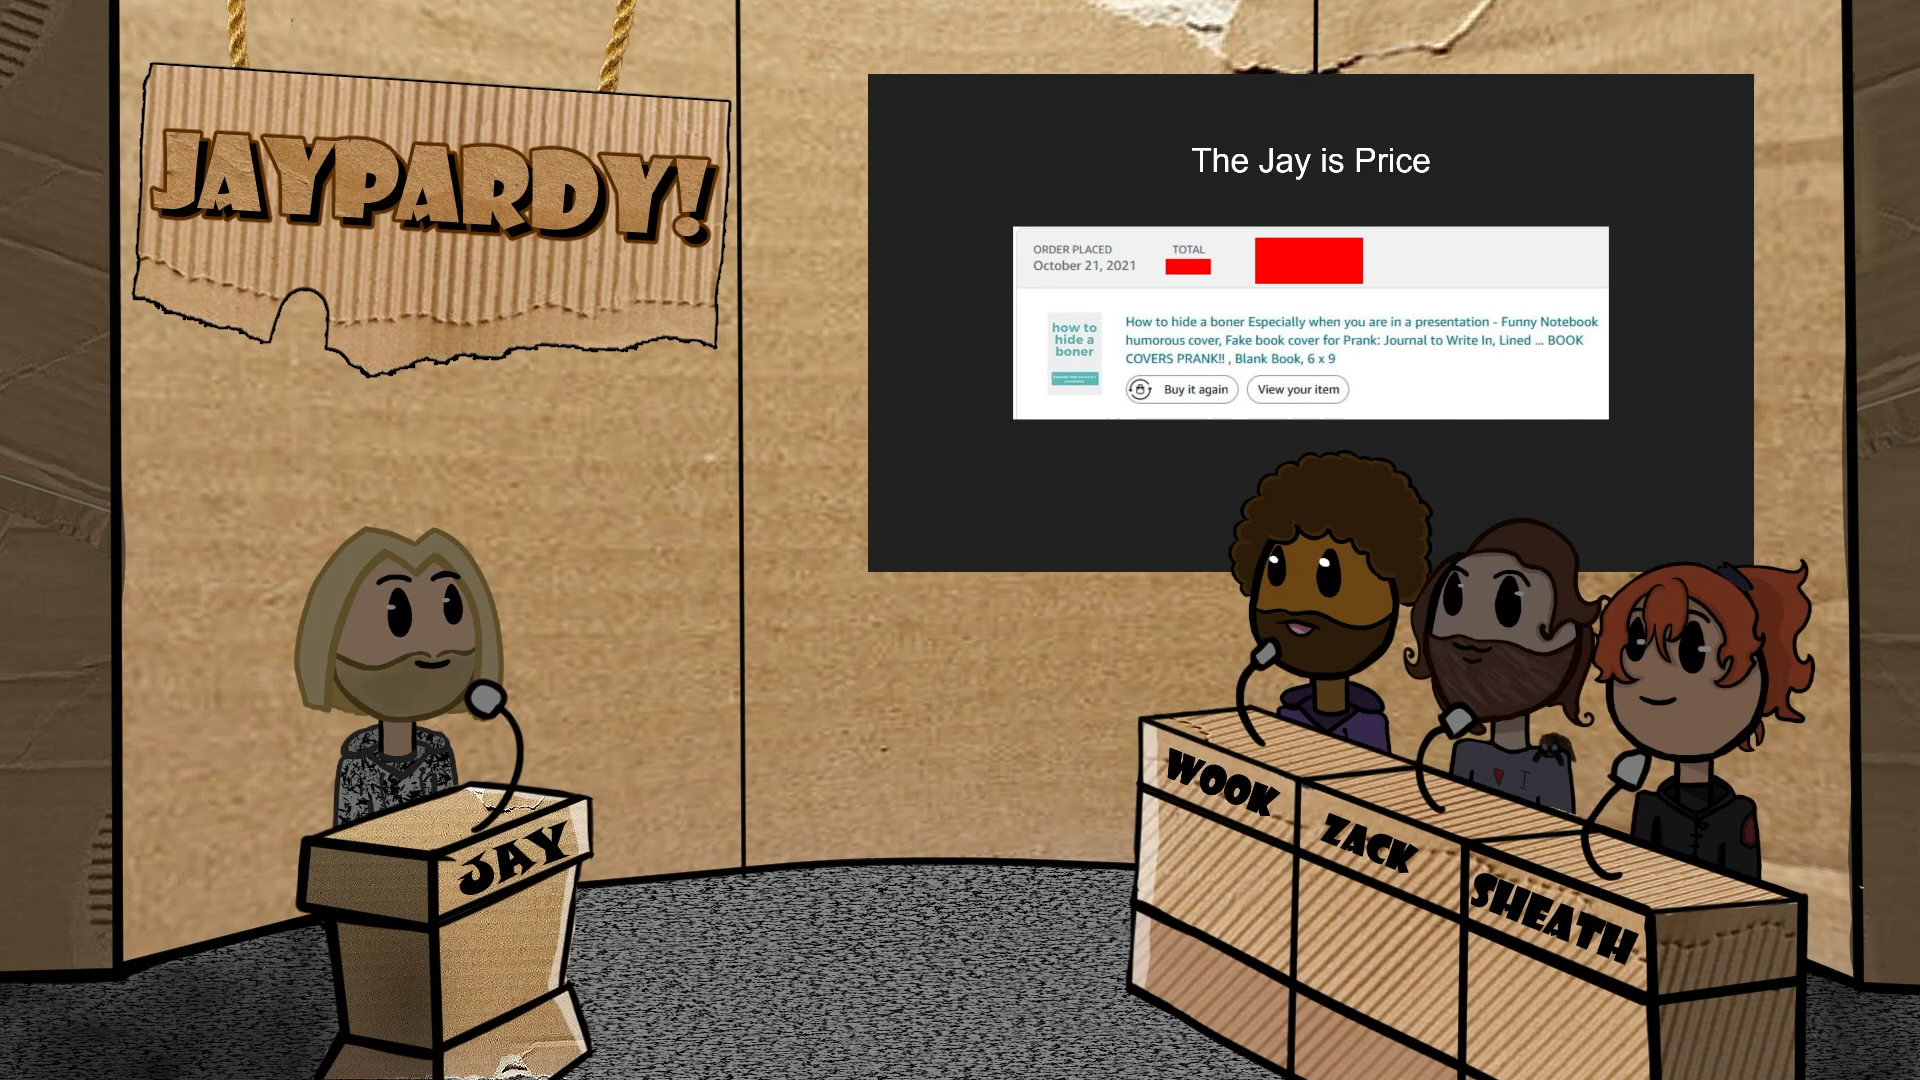 JAYPARDY!
The Jay is Price
ORDER PLACED
October 21, 2021
TOTAL
how to
hide a
boner
How to hide a boner Especially when you are in a presentation - Funny Notebook
humorous cover, Fake book cover for Prank: Journal to Write In, Lined ... BOOK
COVERS PRANK!! , Blank Book, 6 x 9
Buy it again
View your item
JAY
WOOK
ZACK
SHEATH
I